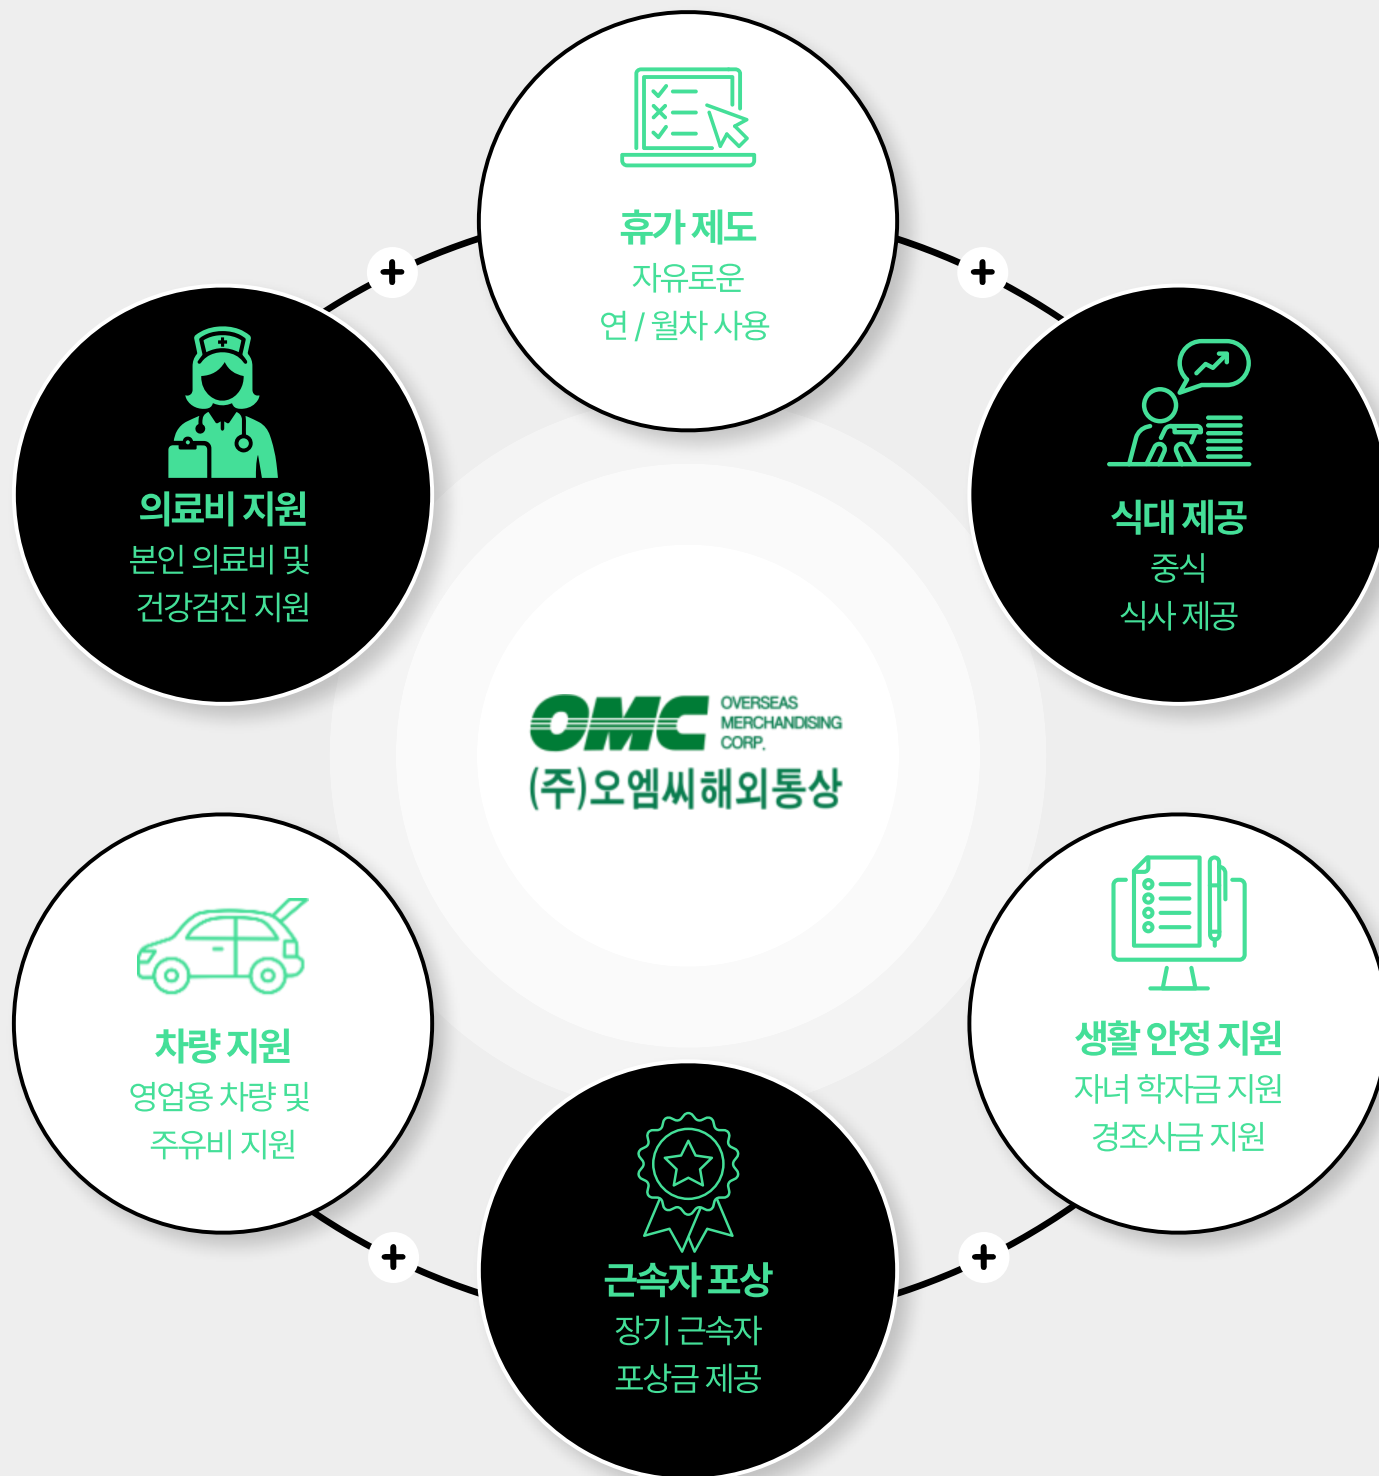 휴가 제도
자유로운
연 / 월차 사용
의료비 지원
본인 의료비 및
건강검진 지원
식대 제공
중식
식사 제공
OMC
OVERSEAS
MERCHANDISING
CORP.
(주)오엠씨해외통상
차량 지원
영업용 차량 및
주유비 지원
생활 안정 지원
자녀 학자금 지원
경조사금 지원
근속자 포상
장기 근속자
포상금 제공